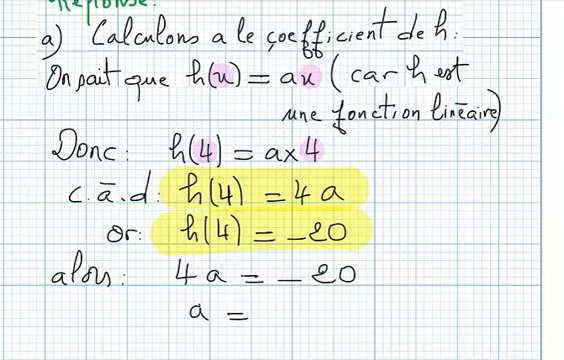 Réponse:
a) Calculons a le coefficient de h:
On sait que h(x) = ax (car h est
une fonction linéaire)
Donc: h(4) = a×4
c.à.d: h(4) = 4a
or: h(4) = -20
alors: 4a = -20
a =